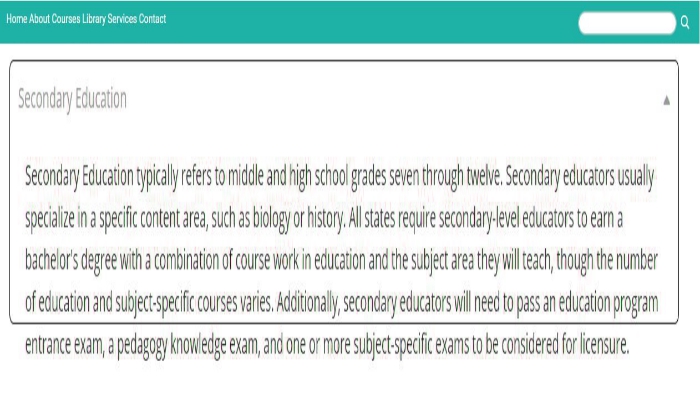 Home About Courses Library Services Contact
Secondary Education
Secondary Education typically refers to middle and high school grades seven through twelve. Secondary educators usually
specialize in a specific content area, such as biology or history. All states require secondary-level educators to earn a
bachelor's degree with a combination of course work in education and the subject area they will teach, though the number
of education and subject-specific courses varies. Additionally, secondary educators will need to pass an education program
entrance exam, a pedagogy knowledge exam, and one or more subject-specific exams to be considered for licensure.